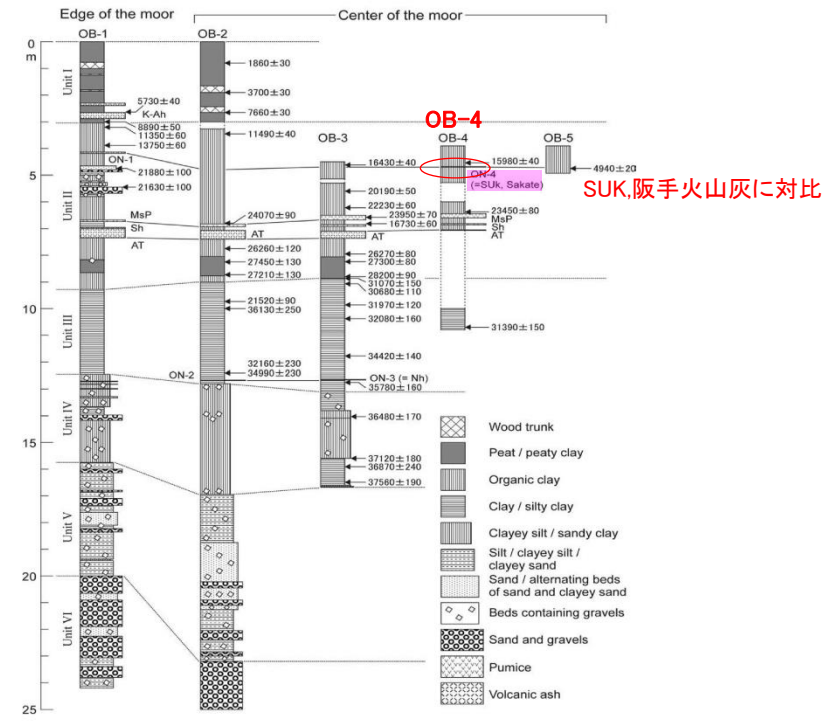 Edge of the moor
Center of the moor
OB-1
OB-2
OB-3
OB-4
OB-4
OB-5
0
m
5
10
15
20
25
Unit I
Unit II
Unit III
Unit IV
Unit V
Unit VI
5730±40
K-Ah
8890±50
11350±60
13750±60
ON-1
21880±100
21630±100
MsP
Sh
AT
1860±30
3700±30
7660±30
11490±40
24070±90
AT
26260±120
27450±130
27210±130
21520±90
36130±250
32160±230
ON-2
34990±230
16430±40
20190±50
22230±60
23950±70
16730±60
AT
26270±80
27300±80
28200±90
31070±150
30680±110
31970±120
32080±160
34420±140
ON-3 (= Nh)
35780±160
36480±170
37120±180
36870±240
37560±190
15980±40
ON-4
(=SUk, Sakate)
23450±80
MsP
Sh
AT
31390±150
4940±20
SUK,阪手火山灰に対比
Wood trunk
Peat / peaty clay
Organic clay
Clay / silty clay
Clayey silt / sandy clay
Silt / clayey silt /
clayey sand
Sand / alternating beds
of sand and clayey sand
Beds containing gravels
Sand and gravels
Pumice
Volcanic ash